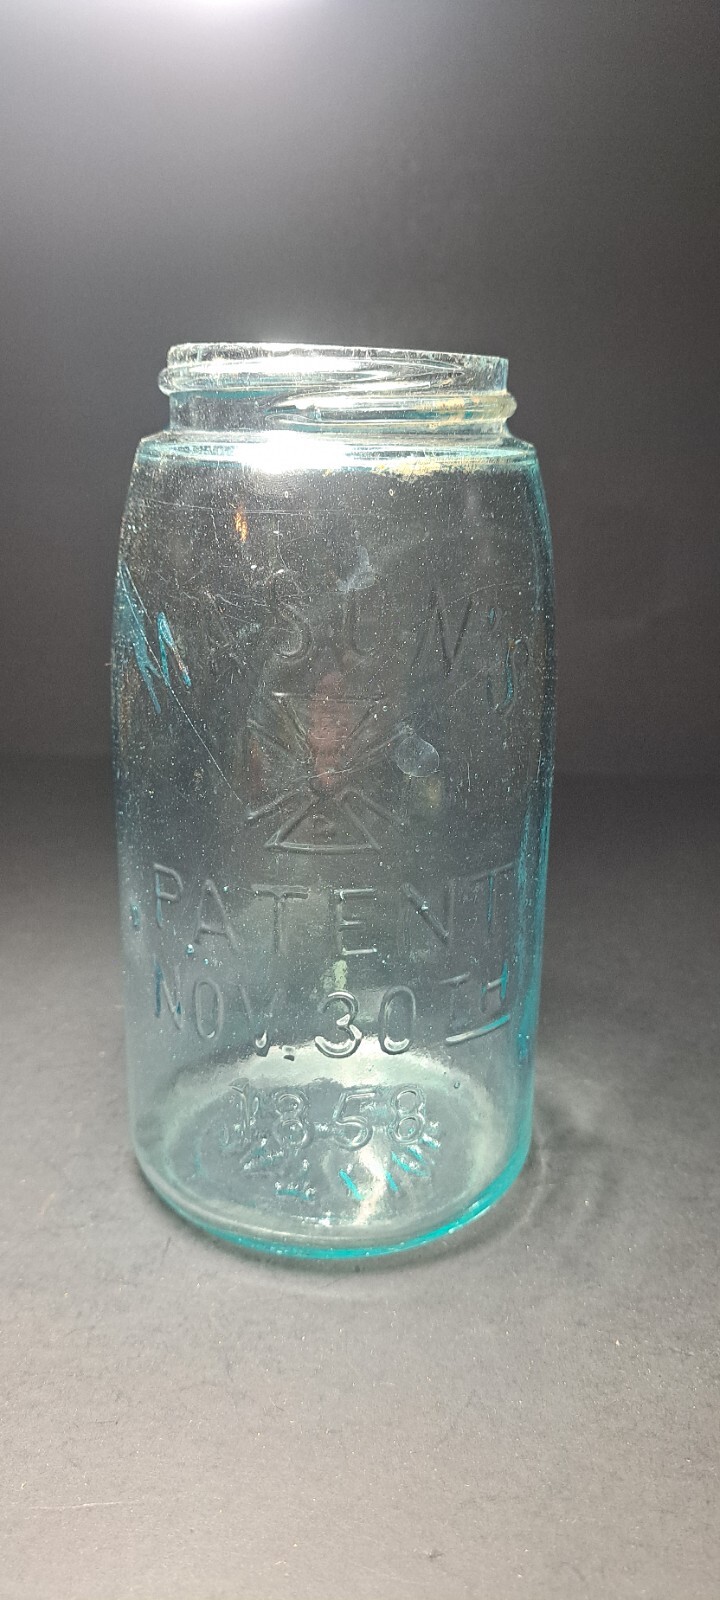 MASON'S
PATENT
NOV. 30TH
1858